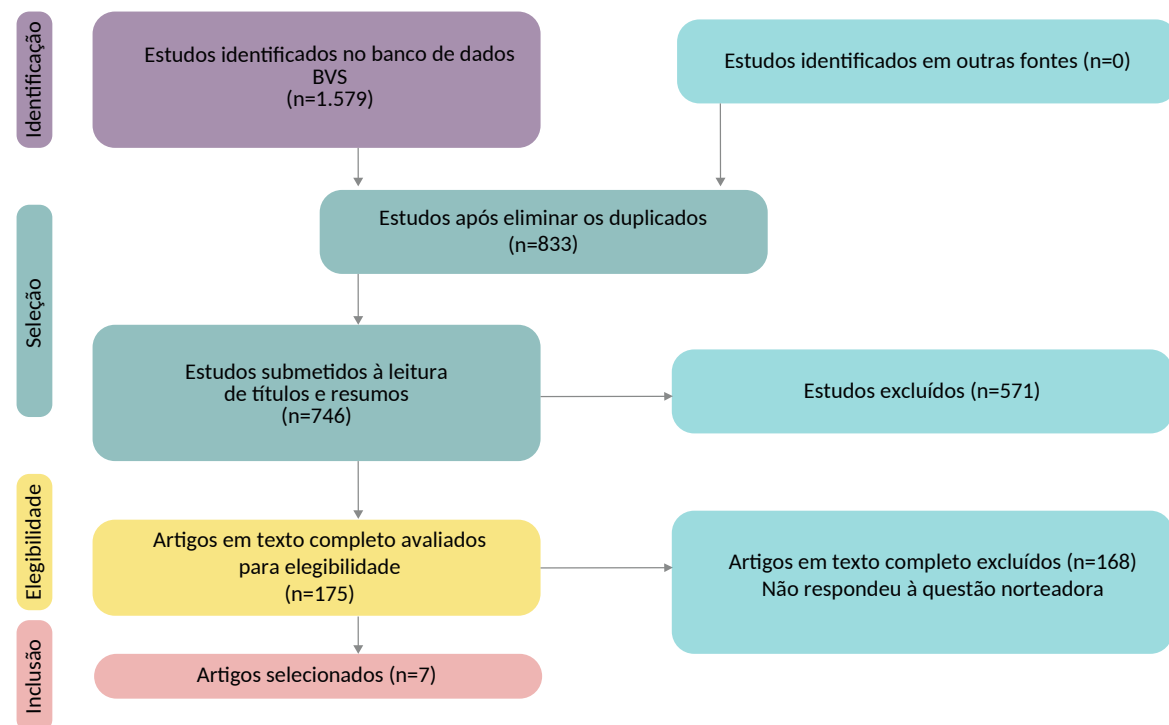 Identificação
Estudos identificados no banco de dados
BVS
(n=1.579)
Estudos identificados em outras fontes (n=0)
Seleção
Estudos após eliminar os duplicados
(n=833)
Estudos submetidos à leitura
de títulos e resumos
(n=746)
Estudos excluídos (n=571)
Elegibilidade
Artigos em texto completo avaliados
para elegibilidade
(n=175)
Artigos em texto completo excluídos (n=168)
Não respondeu à questão norteadora
Inclusão
Artigos selecionados (n=7)